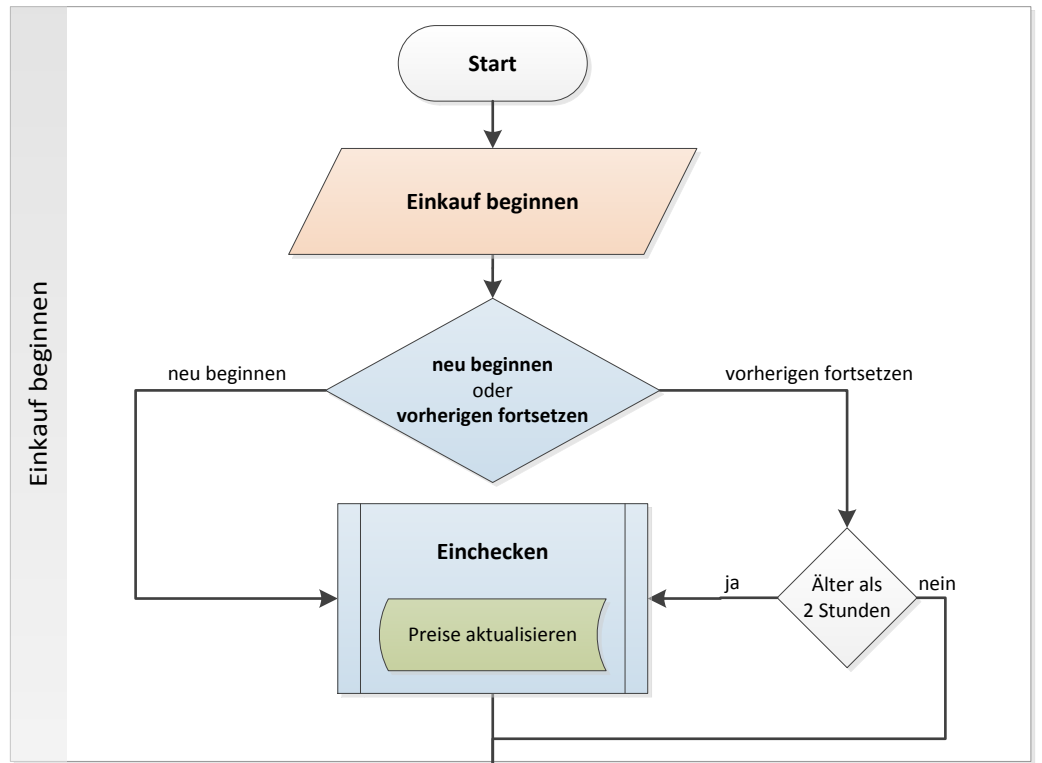 Einkauf beginnen
Start
Einkauf beginnen
neu beginnen
neu beginnen
oder
vorherigen fortsetzen
vorherigen fortsetzen
Einchecken
Preise aktualisieren
ja
Älter als
2 Stunden
nein